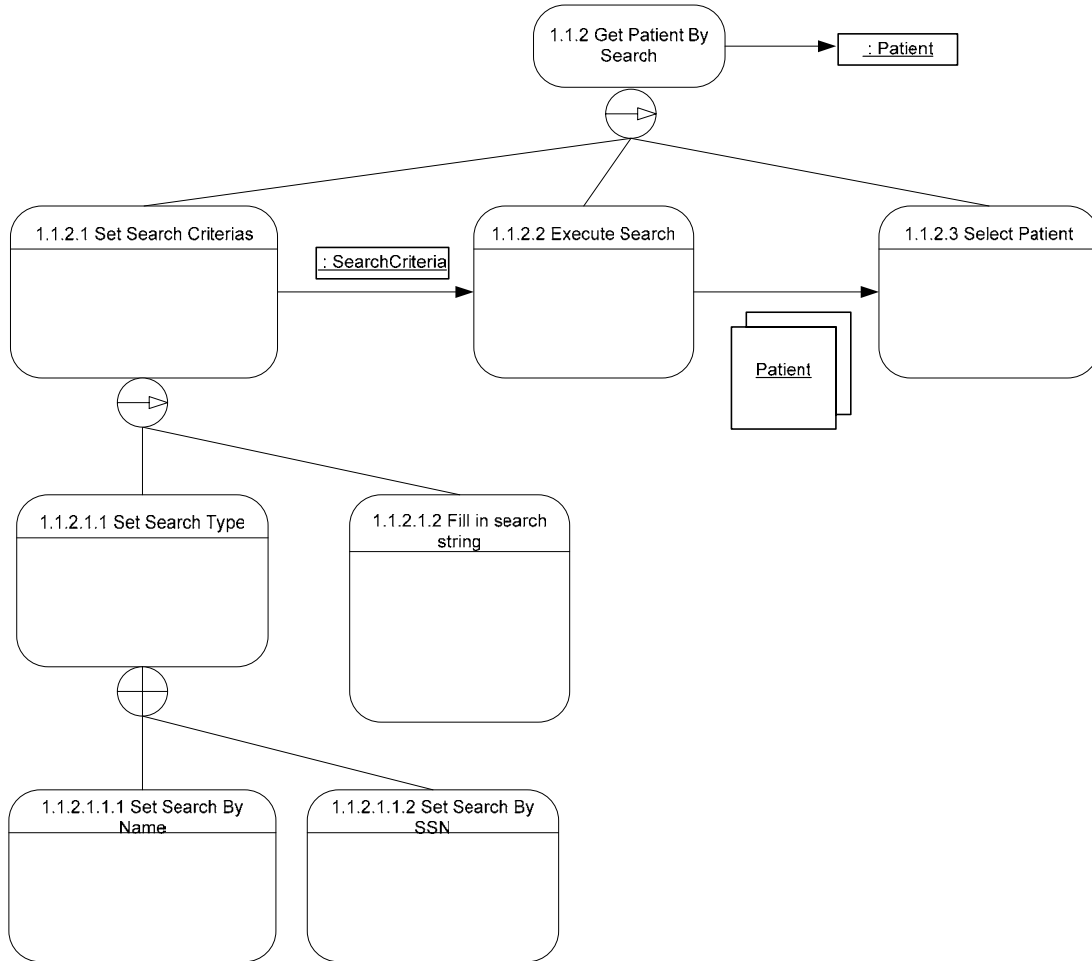 1.1.2 Get Patient By
Search
: Patient
1.1.2.1 Set Search Criterias
: SearchCriteria
1.1.2.2 Execute Search
Patient
1.1.2.3 Select Patient
1.1.2.1.1 Set Search Type
1.1.2.1.2 Fill in search
string
1.1.2.1.1.1 Set Search By
Name
1.1.2.1.1.2 Set Search By
SSN